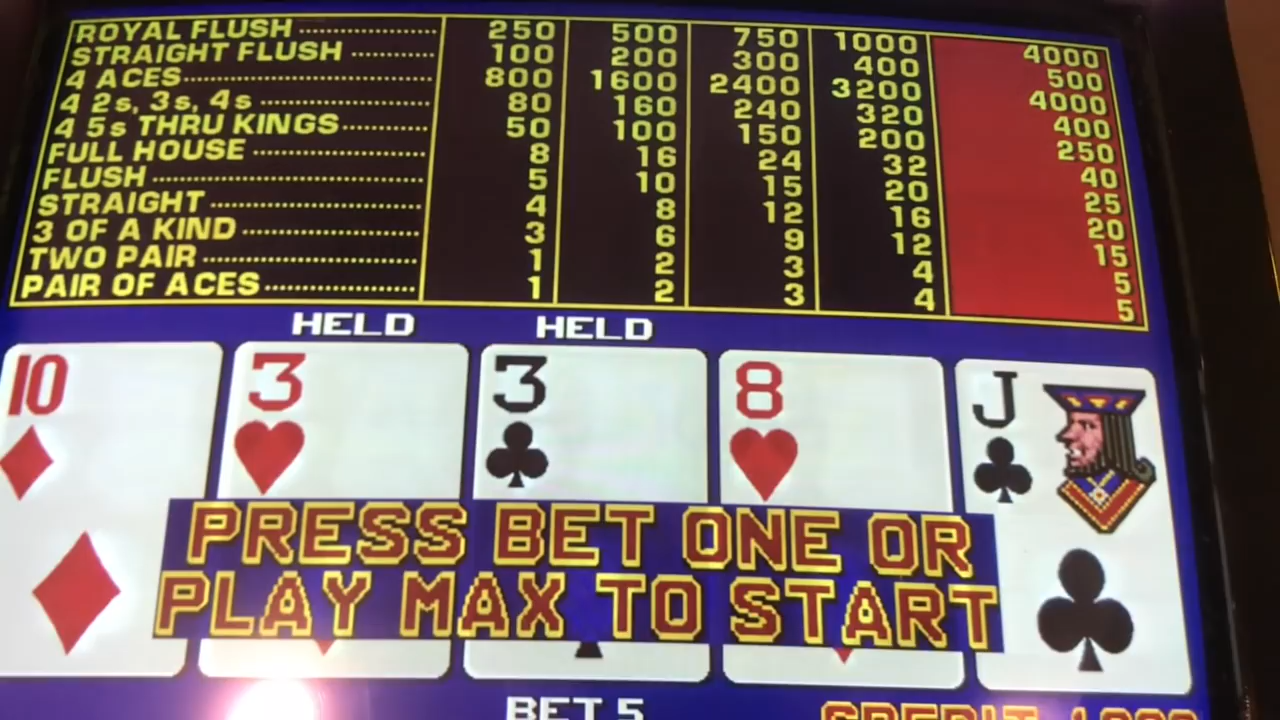 ROYAL FLUSH 250 500 750 1000 4000
STRAIGHT FLUSH 100 200 300 400 500
4 ACES 800 1600 2400 3200 4000
4 2s, 3s, 4s 80 160 240 320 400
4 5s THRU KINGS 50 100 150 200 250
FULL HOUSE 8 16 24 32 40
FLUSH 5 10 15 20 25
STRAIGHT 4 8 12 16 20
3 OF A KIND 3 6 9 12 15
TWO PAIR 1 2 3 4 5
PAIR OF ACES 1 2 3 4 5
HELD HELD
10 3 3 8 J
PRESS BET ONE OR
PLAY MAX TO START
BET 5 CREDIT